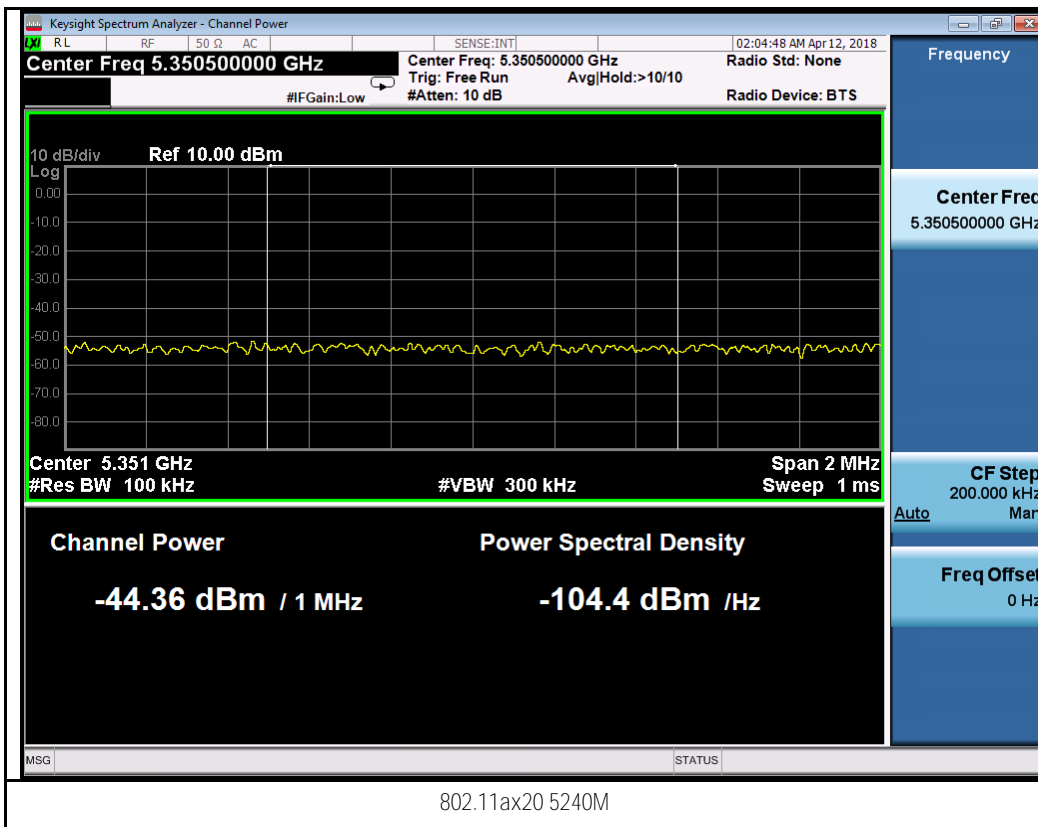 Keysight Spectrum Analyzer - Channel Power
LXI RL RF 50 Ω AC SENSE:INT 02:04:48 AM Apr 12, 2018
Center Freq 5.350500000 GHz
#IFGain:Low
Center Freq: 5.350500000 GHz
Trig: Free Run Avg|Hold:>10/10
#Atten: 10 dB
Radio Std: None
Radio Device: BTS
10 dB/div Ref 10.00 dBm
Log
0.00
-10.0
-20.0
-30.0
-40.0
-50.0
-60.0
-70.0
-80.0
Center 5.351 GHz Span 2 MHz
#Res BW 100 kHz #VBW 300 kHz Sweep 1 ms
Channel Power Power Spectral Density
-44.36 dBm / 1 MHz -104.4 dBm /Hz
MSG STATUS
Frequency
Center Freq
5.350500000 GHz
CF Step
200.000 kHz
Auto Man
Freq Offset
0 Hz
802.11ax20 5240M